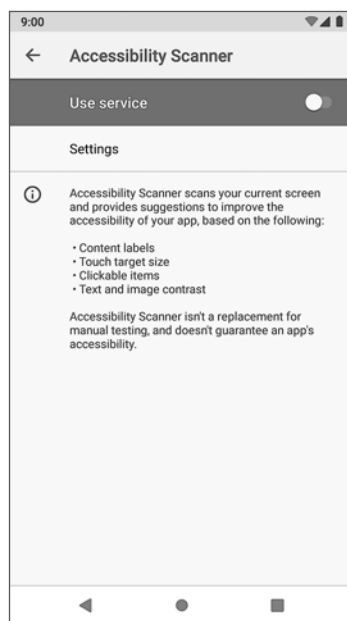 9:00
Accessibility Scanner
Use service
Settings
Accessibility Scanner scans your current screen
and provides suggestions to improve the
accessibility of your app, based on the following:
• Content labels
• Touch target size
• Clickable items
• Text and image contrast
Accessibility Scanner isn't a replacement for
manual testing, and doesn't guarantee an app's
accessibility.